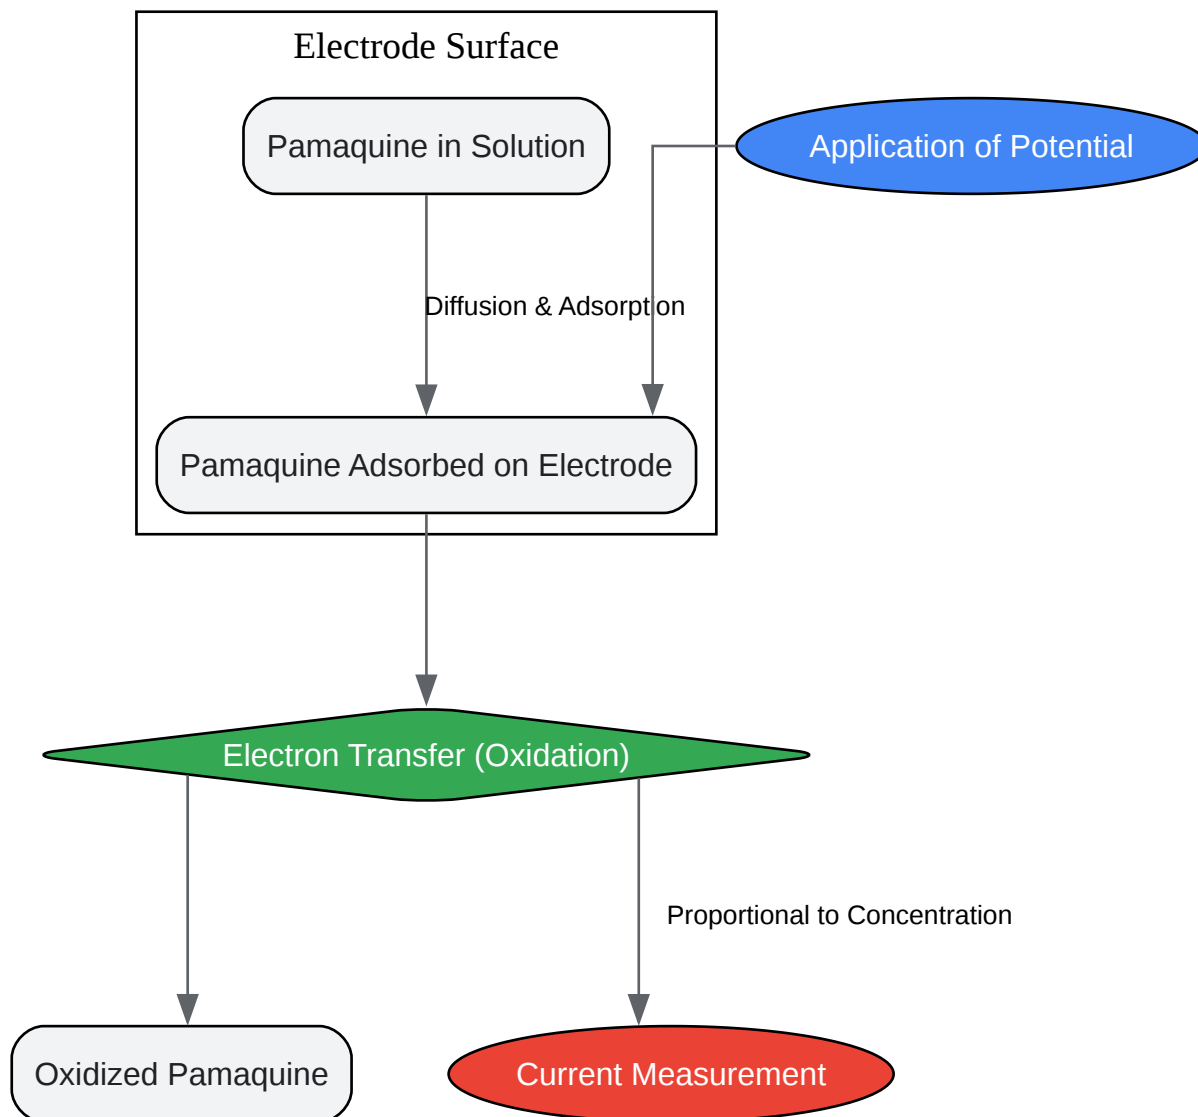 Electrode Surface
Pamaquine in Solution
Application of Potential
Diffusion & Adsorption
Pamaquine Adsorbed on Electrode
Electron Transfer (Oxidation)
Proportional to Concentration
Oxidized Pamaquine
Current Measurement